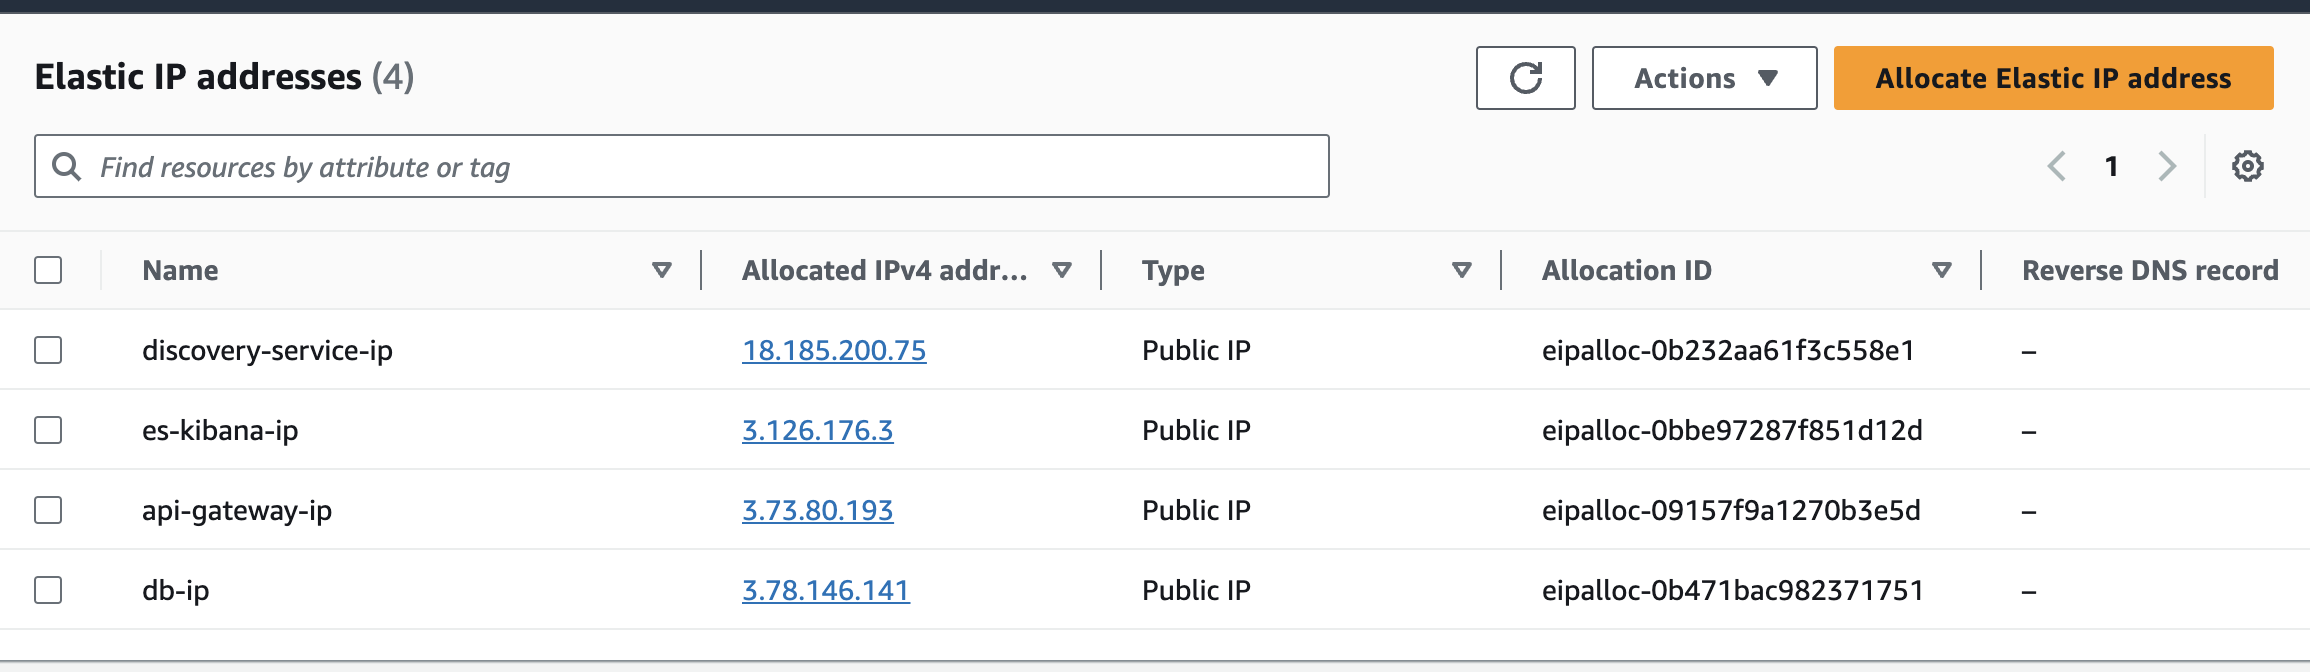 Elastic IP addresses (4)
Actions
Allocate Elastic IP address
Find resources by attribute or tag
1
Name Allocated IPv4 addr... Type Allocation ID Reverse DNS record
discovery-service-ip 18.185.200.75 Public IP eipalloc-0b232aa61f3c558e1 –
es-kibana-ip 3.126.176.3 Public IP eipalloc-0bbe97287f851d12d –
api-gateway-ip 3.73.80.193 Public IP eipalloc-09157f9a1270b3e5d –
db-ip 3.78.146.141 Public IP eipalloc-0b471bac982371751 –